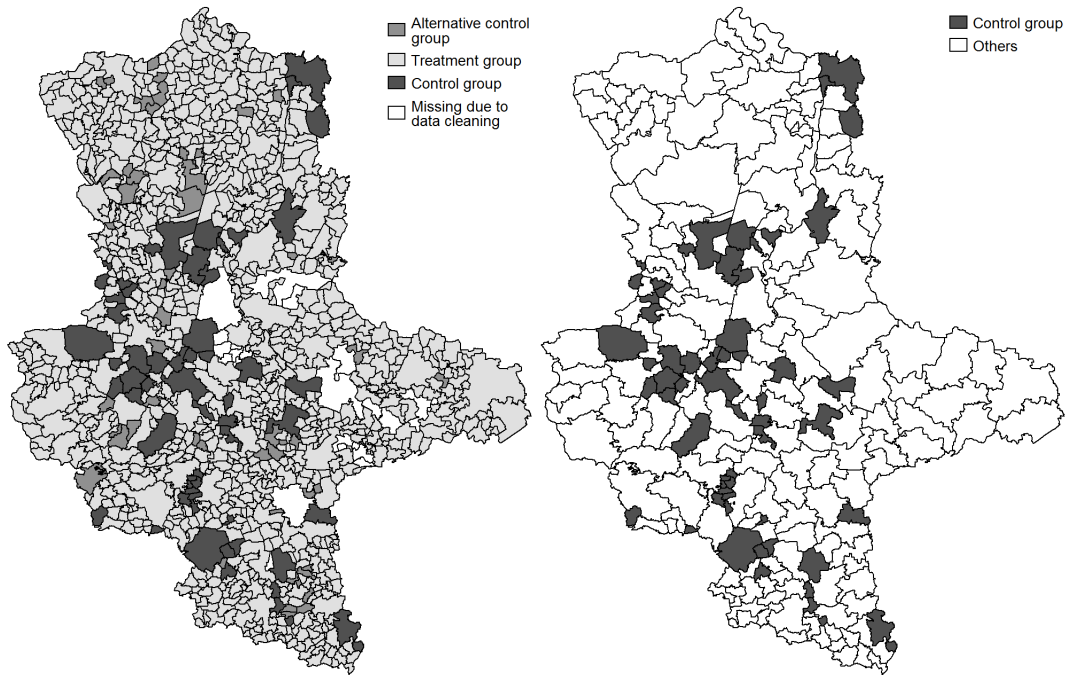 Alternative control
group
Treatment group
Control group
Missing due to
data cleaning
Control group
Others